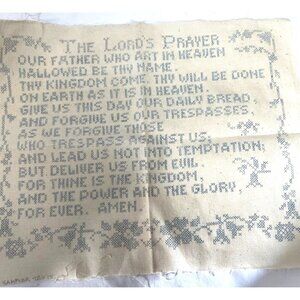 THE LORD'S PRAYER
OUR FATHER WHO ART IN HEAVEN
HALLOWED BE THY NAME.
THY KINGDOM COME. THY WILL BE DONE
ON EARTH AS IT IS IN HEAVEN.
GIVE US THIS DAY OUR DAILY BREAD,
AND FORGIVE US OUR TRESPASSES,
AS WE FORGIVE THOSE
WHO TRESPASS AGAINST US;
AND LEAD US NOT INTO TEMPTATION;
BUT DELIVER US FROM EVIL.
FOR THINE IS THE KINGDOM,
AND THE POWER AND THE GLORY,
FOR EVER. AMEN.
SAMPLER